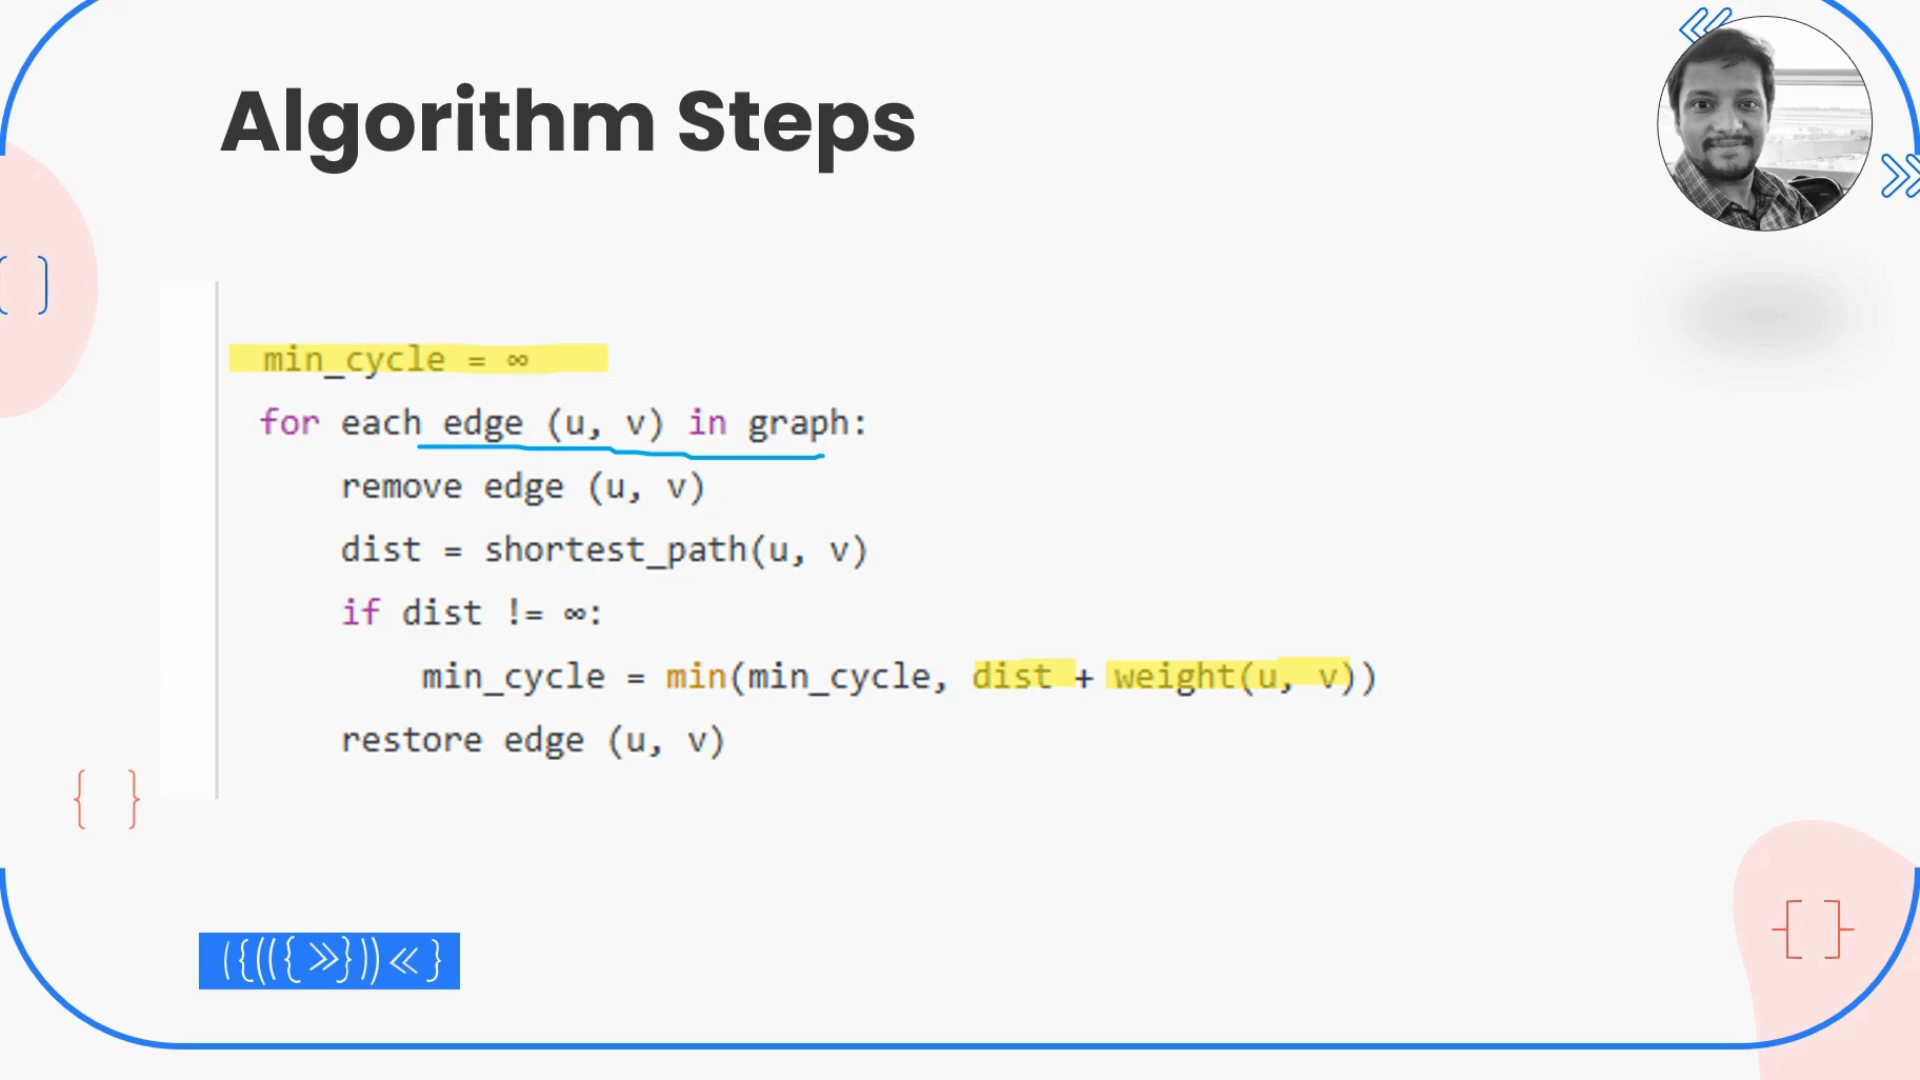 Algorithm Steps
min_cycle = ∞
for each edge (u, v) in graph:
remove edge (u, v)
dist = shortest_path(u, v)
if dist != ∞:
min_cycle = min(min_cycle, dist + weight(u, v))
restore edge (u, v)
({(({>>}))<<}